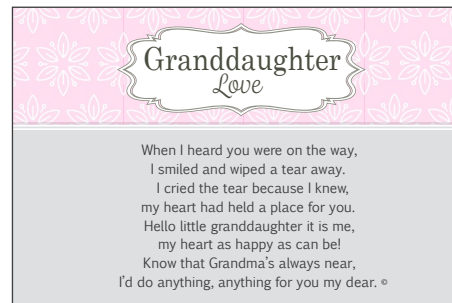 Granddaughter
Love
When I heard you were on the way,
I smiled and wiped a tear away.
I cried the tear because I knew,
my heart had held a place for you.
Hello little granddaughter it is me,
my heart as happy as can be!
Know that Grandma's always near,
I'd do anything, anything for you my dear. ©